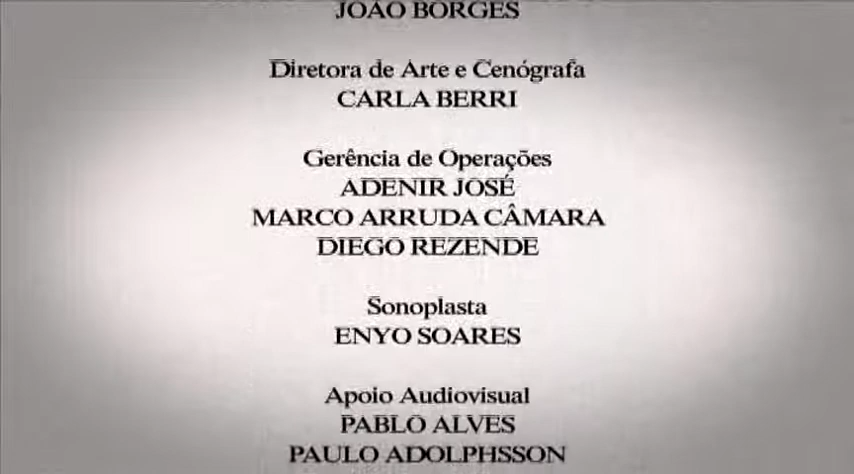 JOÃO BORGES
Diretora de Arte e Cenógrafa
CARLA BERRI
Gerência de Operações
ADENIR JOSÉ
MARCO ARRUDA CÂMARA
DIEGO REZENDE
Sonoplasta
ENYO SOARES
Apoio Audiovisual
PABLO ALVES
PAULO ADOLPHSSON